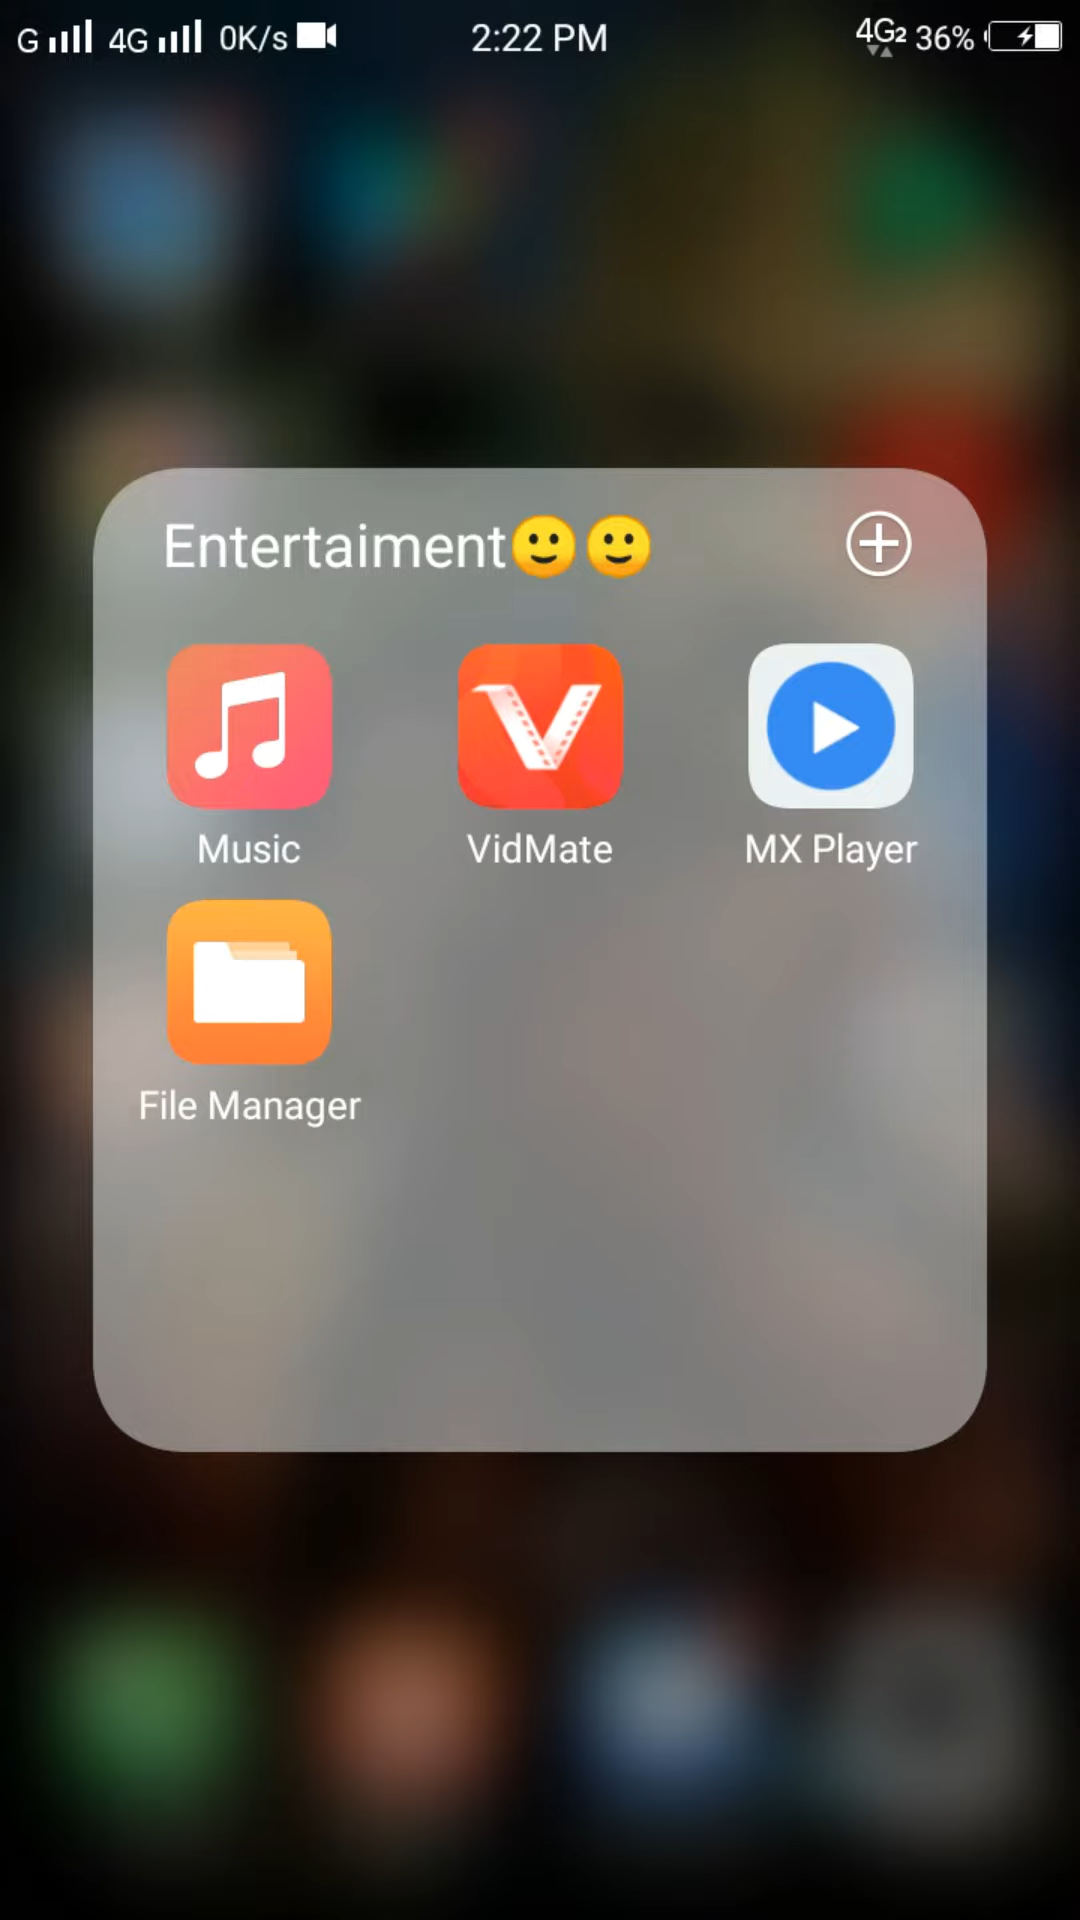 G 4G 0K/s 2:22 PM 4G2 36%
Entertaiment🙂🙂
Music VidMate MX Player
File Manager